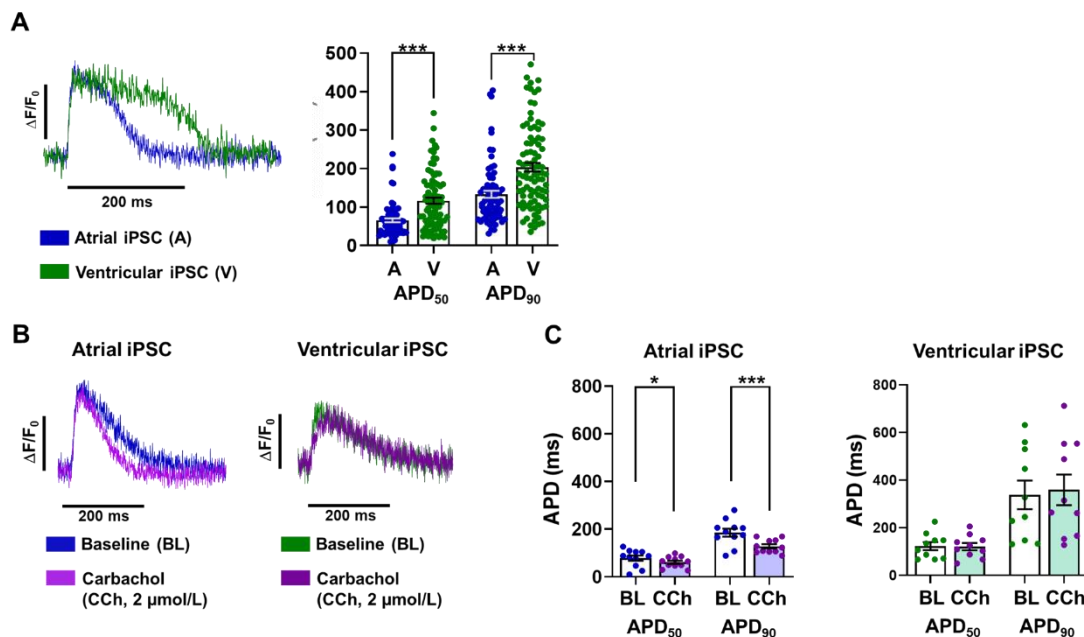 A
ΔF/F0
200 ms
Atrial iPSC (A)
Ventricular iPSC (V)
500
400
300
200
100
0
***
***
A V A V
APD50 APD90
B
Atrial iPSC
Ventricular iPSC
ΔF/F0
ΔF/F0
200 ms
200 ms
Baseline (BL)
Carbachol
(CCh, 2 µmol/L)
Baseline (BL)
Carbachol
(CCh, 2 µmol/L)
C
Atrial iPSC
APD (ms)
800
600
400
200
0
*
***
BL CCh BL CCh
APD50 APD90
Ventricular iPSC
APD (ms)
800
600
400
200
0
BL CCh BL CCh
APD50 APD90